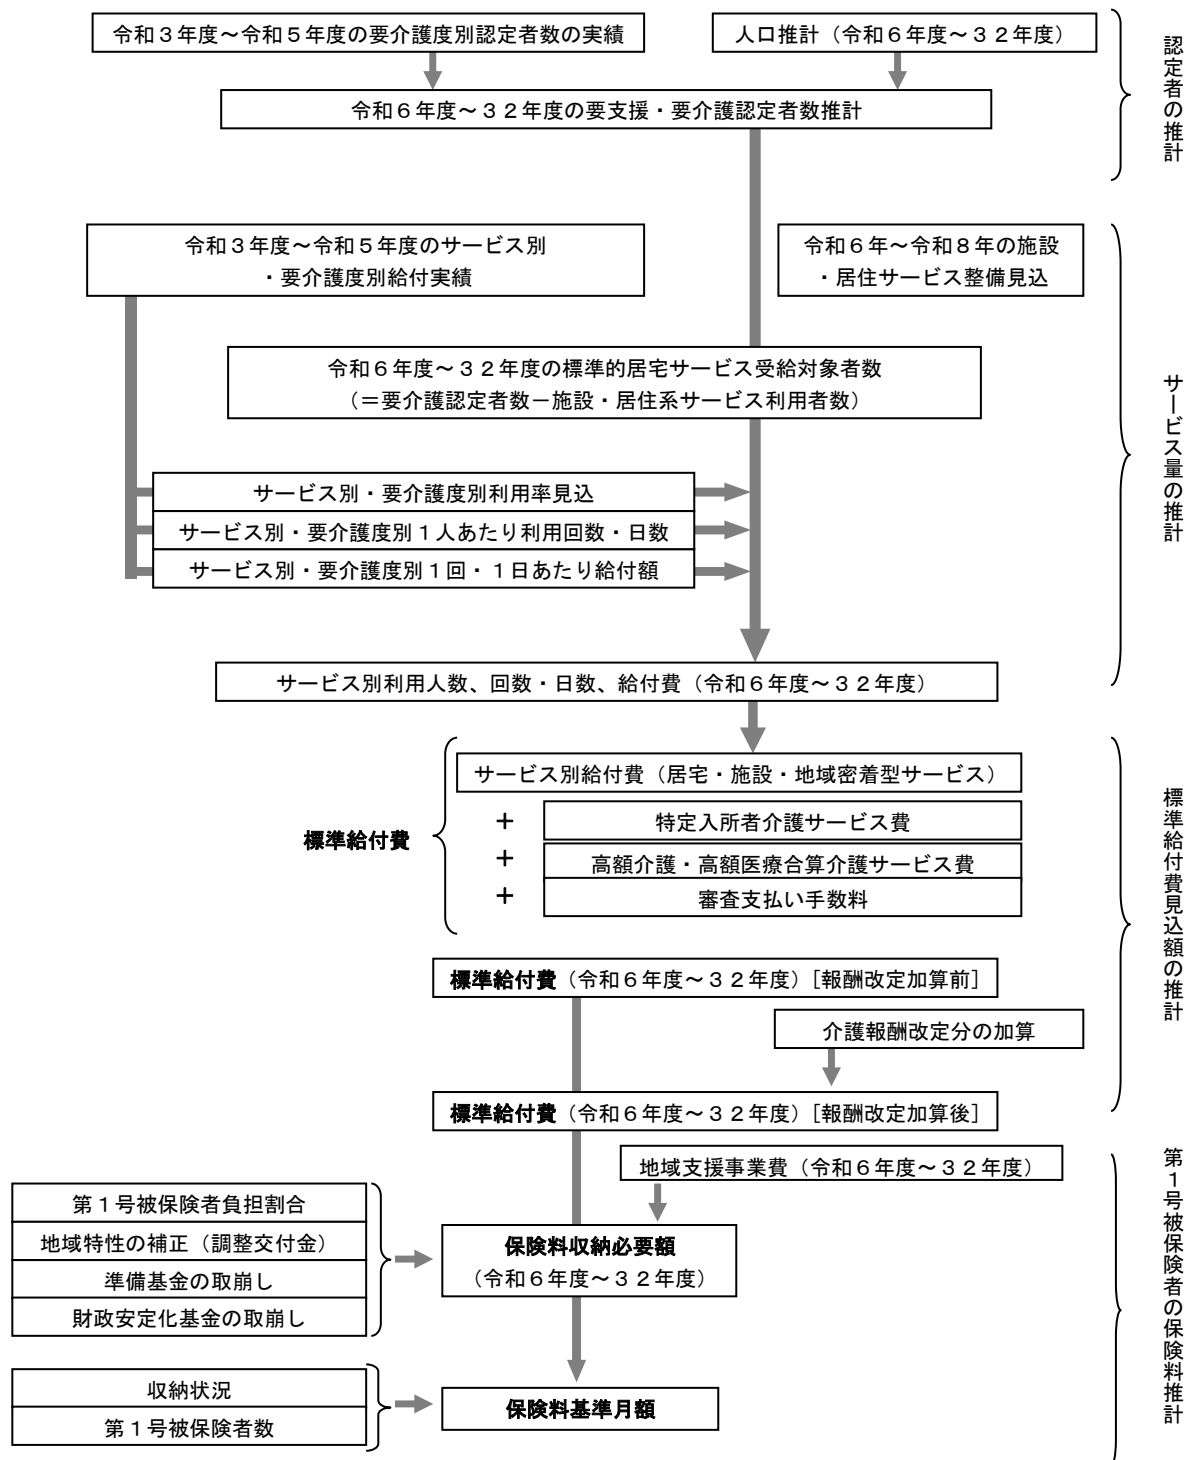 令和３年度～令和５年度の要介護度別認定者数の実績
人口推計（令和６年度～３２年度）
令和６年度～３２年度の要支援・要介護認定者数推計
認定者の推計
令和３年度～令和５年度のサービス別
・要介護度別給付実績
令和６年～令和８年の施設
・居住サービス整備見込
令和６年度～３２年度の標準的居宅サービス受給対象者数
（＝要介護認定者数－施設・居住系サービス利用者数）
サービス別・要介護度別利用率見込
サービス別・要介護度別１人あたり利用回数・日数
サービス別・要介護度別１回・１日あたり給付額
サービス別利用人数、回数・日数、給付費（令和６年度～３２年度）
サービス量の推計
標準給付費
サービス別給付費（居宅・施設・地域密着型サービス）
＋ 特定入所者介護サービス費
＋ 高額介護・高額医療合算介護サービス費
＋ 審査支払い手数料
標準給付費（令和６年度～３２年度）［報酬改定加算前］
介護報酬改定分の加算
標準給付費（令和６年度～３２年度）［報酬改定加算後］
標準給付費見込額の推計
地域支援事業費（令和６年度～３２年度）
第１号被保険者負担割合
地域特性の補正（調整交付金）
準備基金の取崩し
財政安定化基金の取崩し
保険料収納必要額
（令和６年度～３２年度）
収納状況
第１号被保険者数
保険料基準月額
第１号被保険者の保険料推計